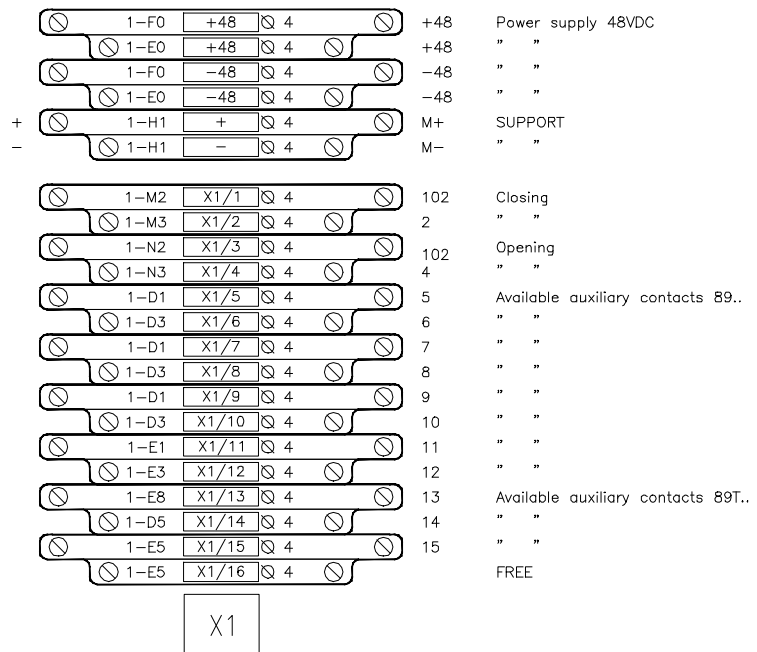 1-F0 +48 4 +48 Power supply 48VDC
1-E0 +48 4 +48 " "
1-F0 -48 4 -48 " "
1-E0 -48 4 -48 " "
+ 1-H1 + 4 M+ SUPPORT
- 1-H1 - 4 M- " "
1-M2 X1/1 4 102 Closing
1-M3 X1/2 4 2 " "
1-N2 X1/3 4 102 Opening
1-N3 X1/4 4 4 " "
1-D1 X1/5 4 5 Available auxiliary contacts 89..
1-D3 X1/6 4 6 " "
1-D1 X1/7 4 7 " "
1-D3 X1/8 4 8 " "
1-D1 X1/9 4 9 " "
1-D3 X1/10 4 10 " "
1-E1 X1/11 4 11 " "
1-E3 X1/12 4 12 " "
1-E8 X1/13 4 13 Available auxiliary contacts 89T..
1-D5 X1/14 4 14 " "
1-E5 X1/15 4 15 " "
1-E5 X1/16 4 FREE
X1